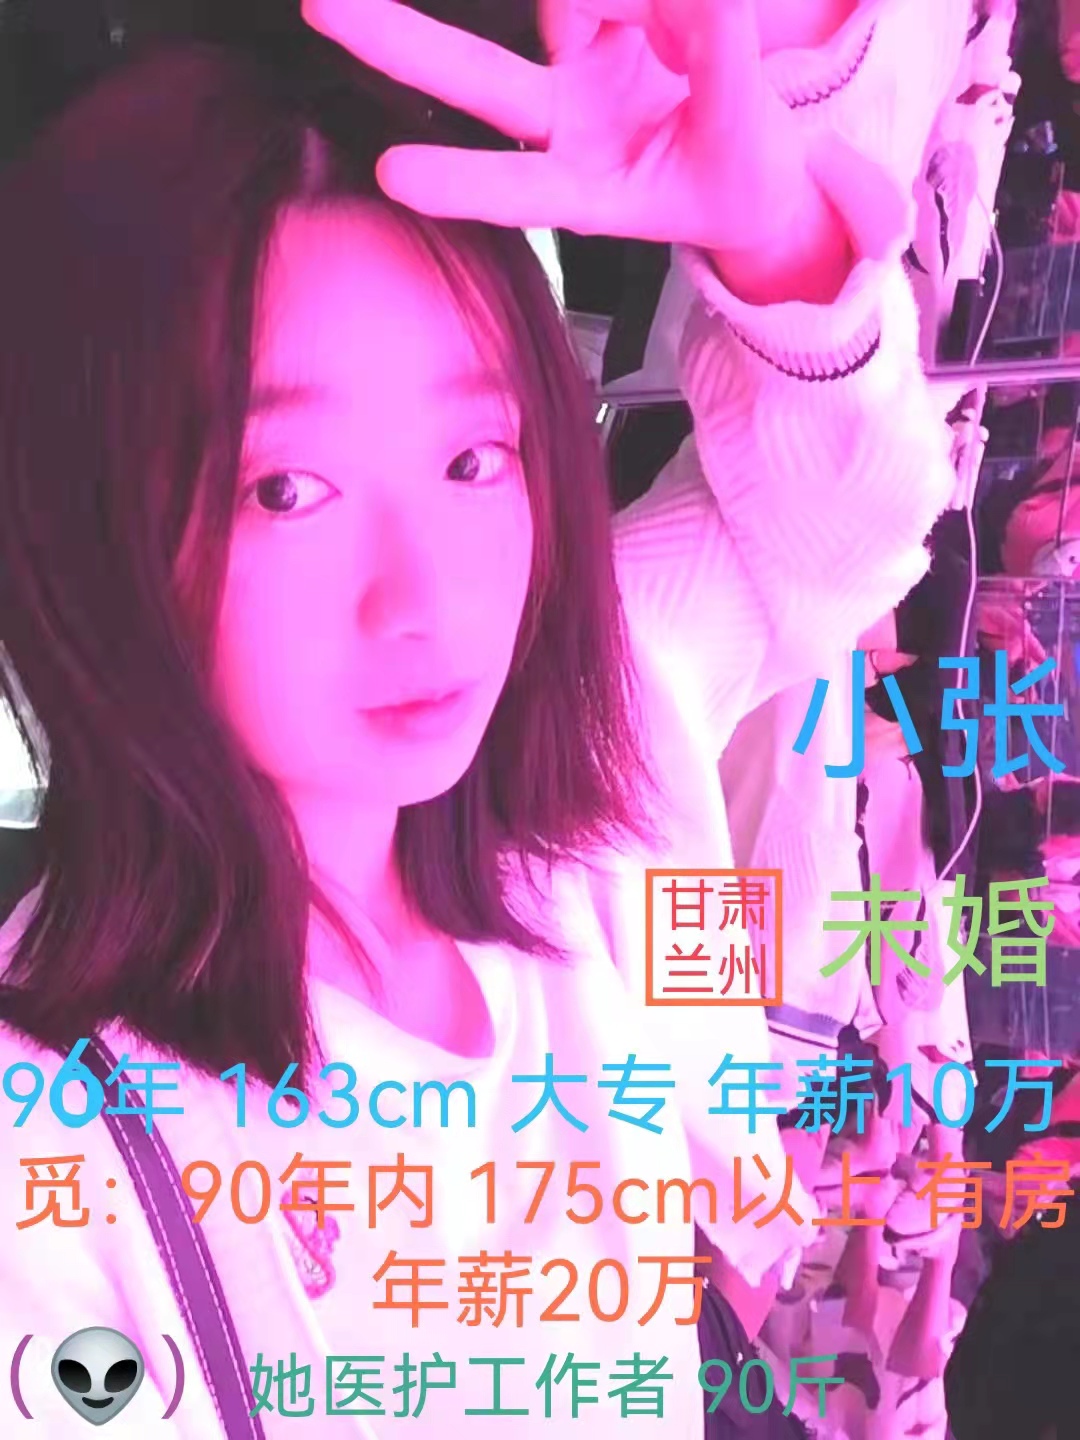 小张
甘肃
兰州
未婚
96年 163cm 大专 年薪10万
觅：90年内 175cm以上 有房
年薪20万
(👽) 她医护工作者 90斤